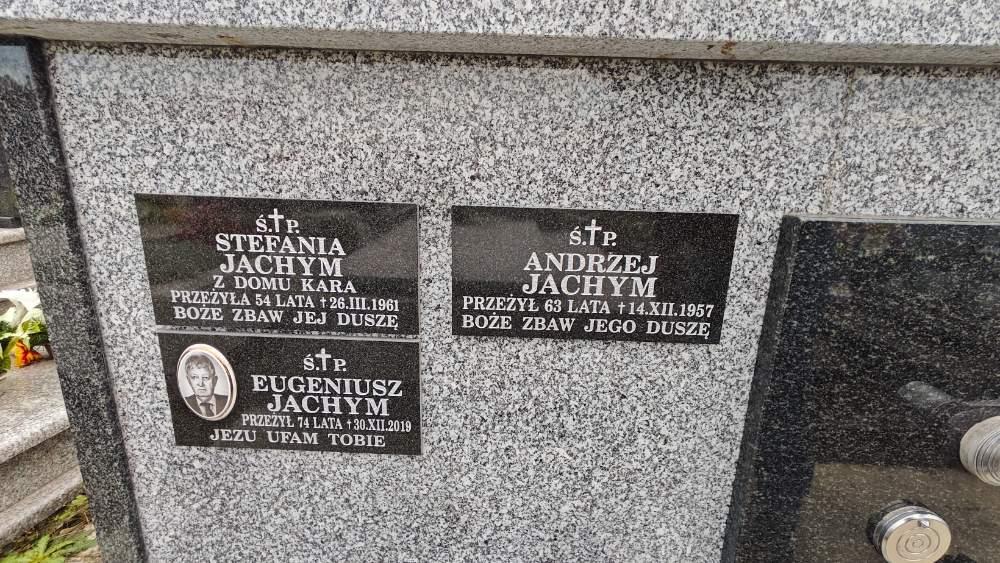 Ś.†P.
STEFANIA
JACHYM
Z DOMU KARA
PRZEŻYŁA 54 LATA † 26.III.1961
BOŻE ZBAW JEJ DUSZĘ
Ś.†P.
ANDRZEJ
JACHYM
PRZEŻYŁ 63 LATA † 14.XII.1957
BOŻE ZBAW JEGO DUSZĘ
Ś.†P.
EUGENIUSZ
JACHYM
PRZEŻYŁ 74 LATA † 30.XII.2019
JEZU UFAM TOBIE